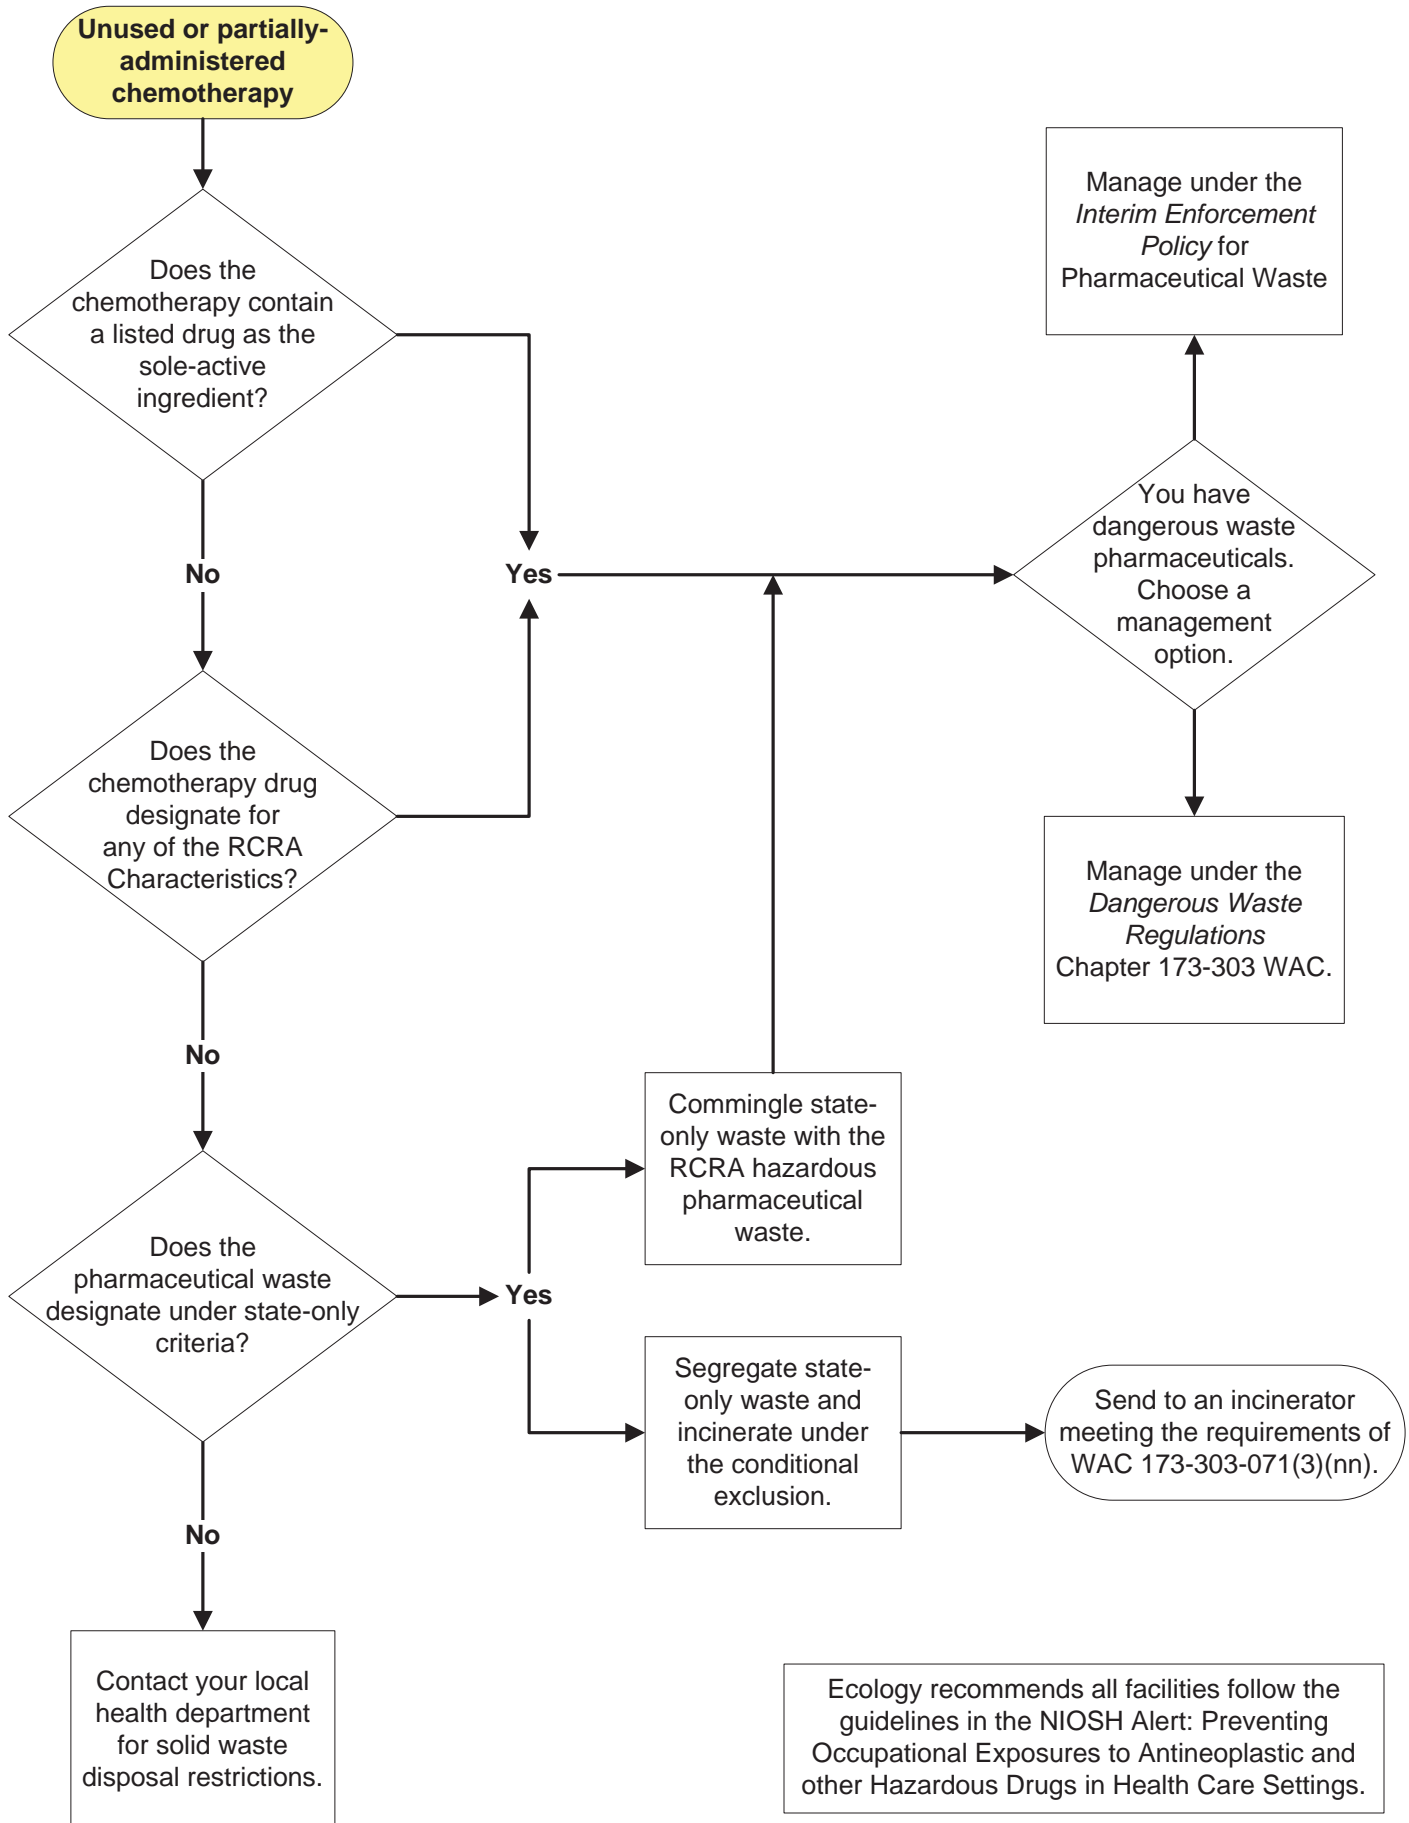 Unused or partially-
administered
chemotherapy
Does the
chemotherapy contain
a listed drug as the
sole-active
ingredient?
No
Yes
Does the
chemotherapy drug
designate for
any of the RCRA
Characteristics?
No
Does the
pharmaceutical waste
designate under state-only
criteria?
Yes
No
Contact your local
health department
for solid waste
disposal restrictions.
Commingle state-
only waste with the
RCRA hazardous
pharmaceutical
waste.
Segregate state-
only waste and
incinerate under
the conditional
exclusion.
Send to an incinerator
meeting the requirements of
WAC 173-303-071(3)(nn).
Manage under the
Interim Enforcement
Policy for
Pharmaceutical Waste
You have
dangerous waste
pharmaceuticals.
Choose a
management
option.
Manage under the
Dangerous Waste
Regulations
Chapter 173-303 WAC.
Ecology recommends all facilities follow the
guidelines in the NIOSH Alert: Preventing
Occupational Exposures to Antineoplastic and
other Hazardous Drugs in Health Care Settings.